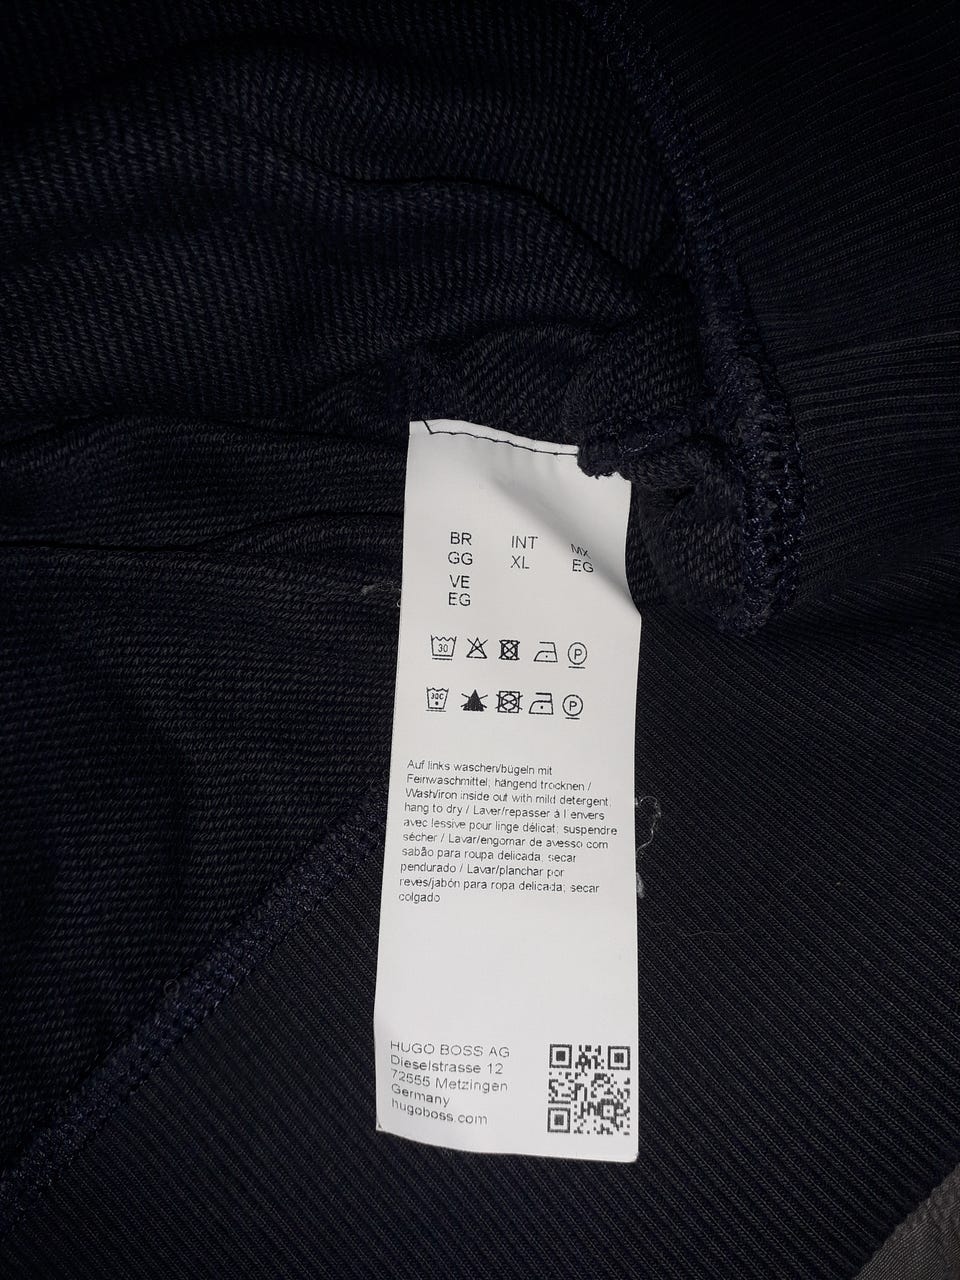 BR INT MX
GG XL EG
VE
EG
30 P
30C P
Auf links waschen/bügeln mit
Feinwaschmittel; hängend trocknen /
Wash/iron inside out with mild detergent;
hang to dry / Laver/repasser à l envers
avec lessive pour linge délicat; suspendre
sécher / Lavar/engomar de avesso com
sabão para roupa delicada; secar
pendurado / Lavar/planchar por
reves/jabón para ropa delicada; secar
colgado
HUGO BOSS AG
Dieselstrasse 12
72555 Metzingen
Germany
hugoboss.com